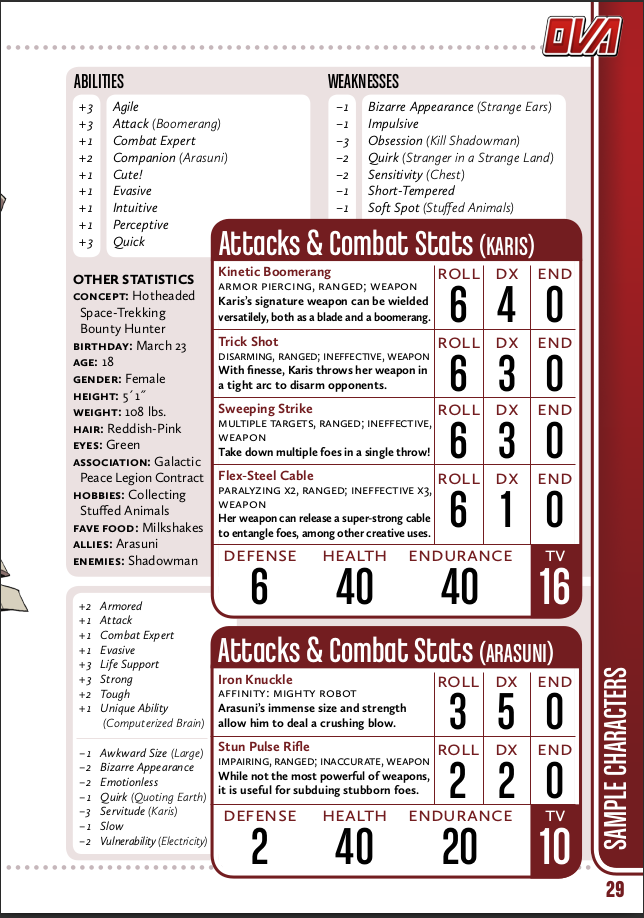 OVA
ABILITIES
+3 Agile
+3 Attack (Boomerang)
+1 Combat Expert
+2 Companion (Arasuni)
+1 Cute!
+1 Evasive
+1 Intuitive
+1 Perceptive
+3 Quick
WEAKNESSES
−1 Bizarre Appearance (Strange Ears)
−1 Impulsive
−3 Obsession (Kill Shadowman)
−2 Quirk (Stranger in a Strange Land)
−2 Sensitivity (Chest)
−1 Short-Tempered
−1 Soft Spot (Stuffed Animals)
OTHER STATISTICS
CONCEPT: Hotheaded
Space-Trekking
Bounty Hunter
BIRTHDAY: March 23
AGE: 18
GENDER: Female
HEIGHT: 5´1˝
WEIGHT: 108 lbs.
HAIR: Reddish-Pink
EYES: Green
ASSOCIATION: Galactic
Peace Legion Contract
HOBBIES: Collecting
Stuffed Animals
FAVE FOOD: Milkshakes
ALLIES: Arasuni
ENEMIES: Shadowman
Attacks & Combat Stats (KARIS)
Kinetic Boomerang
ARMOR PIERCING, RANGED; WEAPON
Karis's signature weapon can be wielded
versatilely, both as a blade and a boomerang.
ROLL DX END
6 4 0
Trick Shot
DISARMING, RANGED; INEFFECTIVE, WEAPON
With finesse, Karis throws her weapon in
a tight arc to disarm opponents.
ROLL DX END
6 3 0
Sweeping Strike
MULTIPLE TARGETS, RANGED; INEFFECTIVE,
WEAPON
Take down multiple foes in a single throw!
ROLL DX END
6 3 0
Flex-Steel Cable
PARALYZING X2, RANGED; INEFFECTIVE X3,
WEAPON
Her weapon can release a super-strong cable
to entangle foes, among other creative uses.
ROLL DX END
6 1 0
DEFENSE HEALTH ENDURANCE TV
6 40 40 16
+2 Armored
+1 Attack
+1 Combat Expert
+1 Evasive
+3 Life Support
+3 Strong
+2 Tough
+1 Unique Ability
(Computerized Brain)
−1 Awkward Size (Large)
−2 Bizarre Appearance
−2 Emotionless
−1 Quirk (Quoting Earth)
−3 Servitude (Karis)
−1 Slow
−2 Vulnerability (Electricity)
Attacks & Combat Stats (ARASUNI)
Iron Knuckle
AFFINITY: MIGHTY ROBOT
Arasuni's immense size and strength
allow him to deal a crushing blow.
ROLL DX END
3 5 0
Stun Pulse Rifle
IMPAIRING, RANGED; INACCURATE, WEAPON
While not the most powerful of weapons,
it is useful for subduing stubborn foes.
ROLL DX END
2 2 0
DEFENSE HEALTH ENDURANCE TV
2 40 20 10
SAMPLE CHARACTERS
29